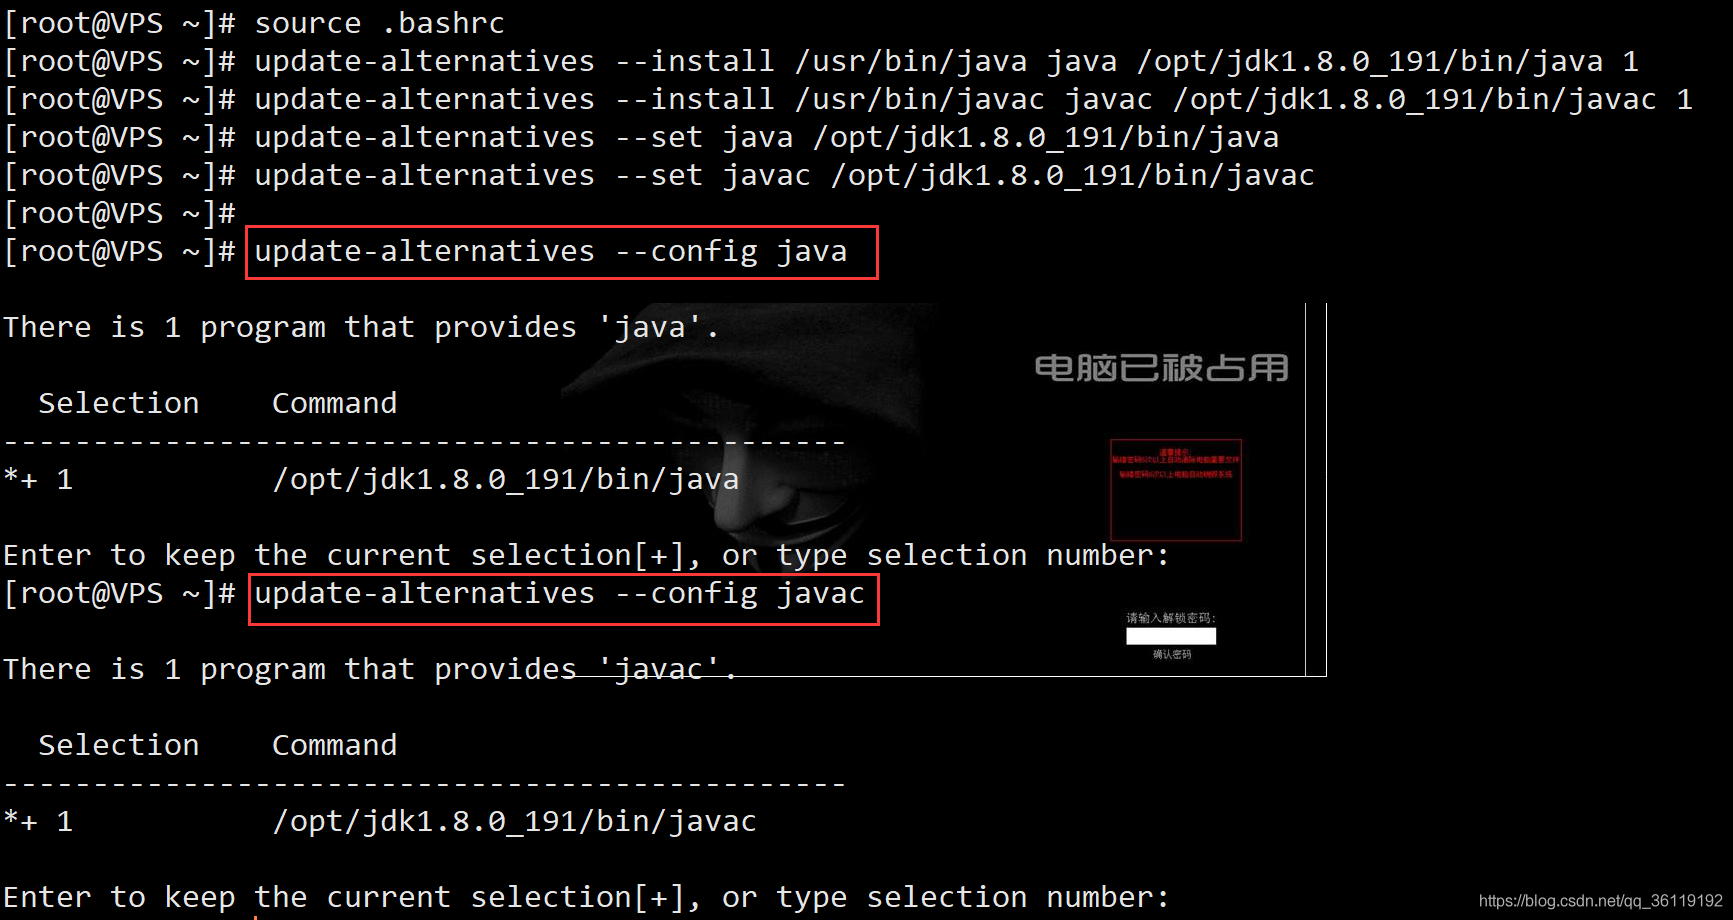 [root@VPS ~]# source .bashrc
[root@VPS ~]# update-alternatives --install /usr/bin/java java /opt/jdk1.8.0_191/bin/java 1
[root@VPS ~]# update-alternatives --install /usr/bin/javac javac /opt/jdk1.8.0_191/bin/javac 1
[root@VPS ~]# update-alternatives --set java /opt/jdk1.8.0_191/bin/java
[root@VPS ~]# update-alternatives --set javac /opt/jdk1.8.0_191/bin/javac
[root@VPS ~]#
[root@VPS ~]# update-alternatives --config java
There is 1 program that provides 'java'.
电脑已被占用
  Selection    Command
-----------------------------------------------
*+ 1           /opt/jdk1.8.0_191/bin/java
Enter to keep the current selection[+], or type selection number:
[root@VPS ~]# update-alternatives --config javac
请输入解锁密码:
确认密码
There is 1 program that provides 'javac'.
  Selection    Command
-----------------------------------------------
*+ 1           /opt/jdk1.8.0_191/bin/javac
Enter to keep the current selection[+], or type selection number:
https://blog.csdn.net/qq_36119192